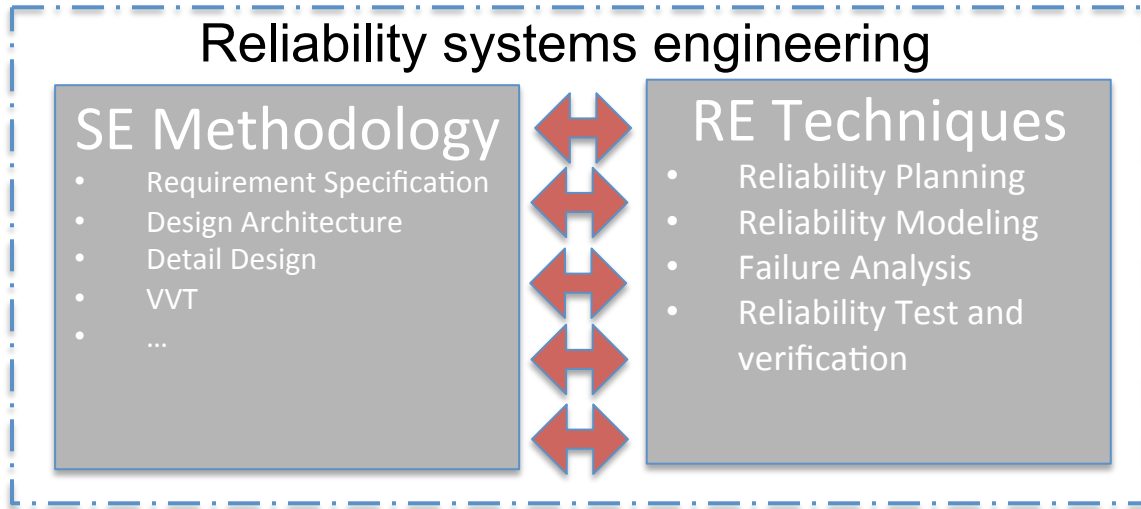 Reliability systems engineering
SE Methodology
• Requirement Specification
• Design Architecture
• Detail Design
• VVT
• ...
RE Techniques
• Reliability Planning
• Reliability Modeling
• Failure Analysis
• Reliability Test and
verification